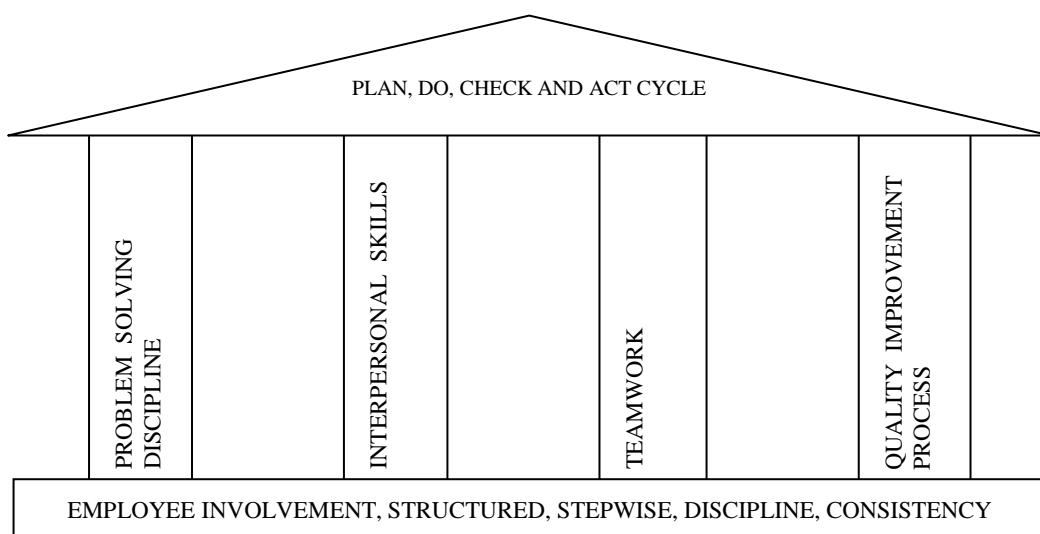 PLAN, DO, CHECK AND ACT CYCLE
PROBLEM SOLVING
DISCIPLINE
INTERPERSONAL SKILLS
TEAMWORK
QUALITY IMPROVEMENT
PROCESS
EMPLOYEE INVOLVEMENT, STRUCTURED, STEPWISE, DISCIPLINE, CONSISTENCY